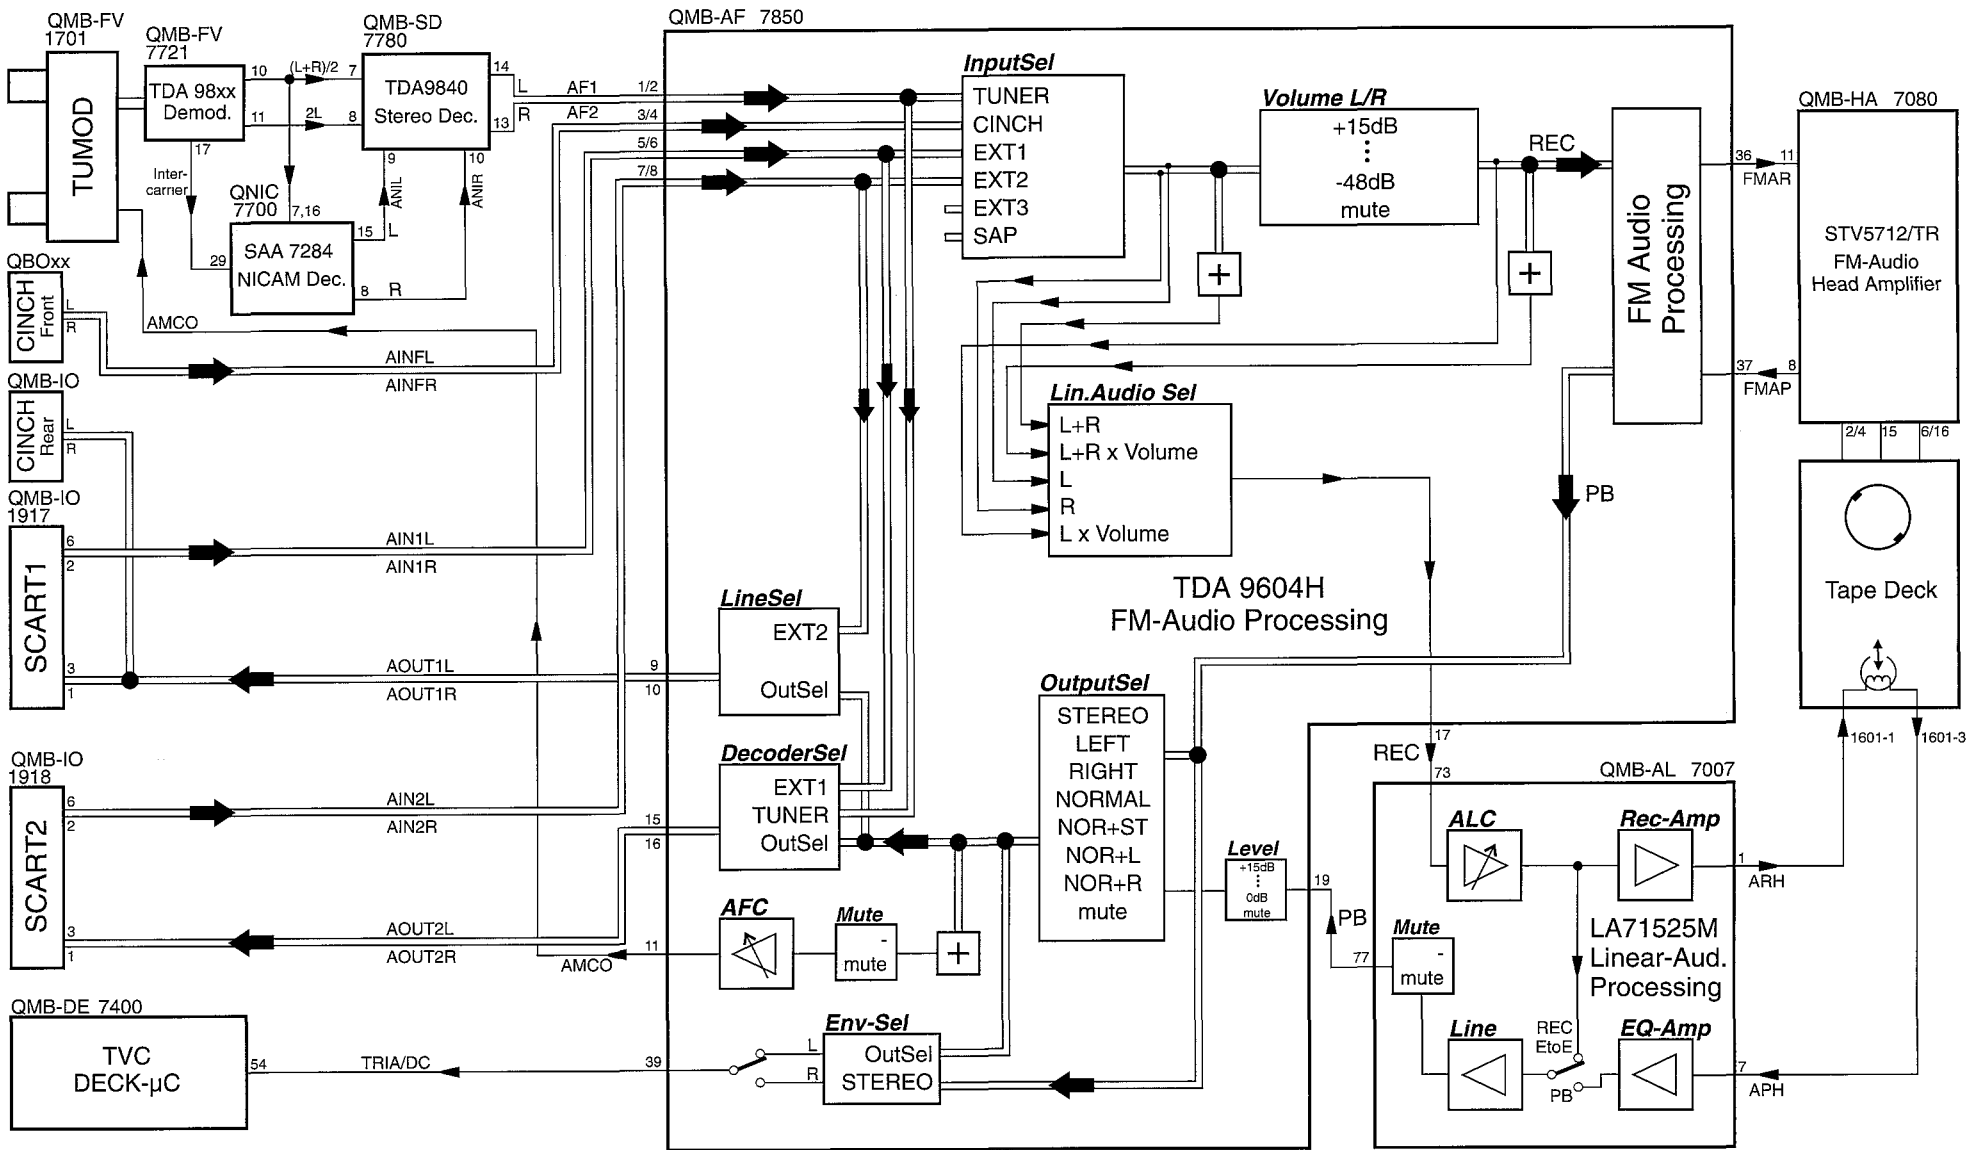 QMB-FV
1701
TUMOD
QMB-FV
7721
TDA 98xx
Demod.
10
11
17
(L+R)/2
2L
7
8
QMB-SD
7780
TDA9840
Stereo Dec.
14
13
L
R
9
10
ANIL
ANIR
Inter-
carrier
QNIC
7700
7,16
SAA 7284
NICAM Dec.
29
15
L
8
R
AMCO
QBOxx
CINCH
Front
L
R
AINFL
AINFR
QMB-IO
CINCH
Rear
L
R
QMB-IO
1917
SCART1
6
2
3
1
AIN1L
AIN1R
AOUT1L
AOUT1R
QMB-IO
1918
SCART2
6
2
3
1
AIN2L
AIN2R
AOUT2L
AOUT2R
AMCO
QMB-DE 7400
TVC
DECK-µC
54
TRIA/DC
39
QMB-AF 7850
AF1
AF2
1/2
3/4
5/6
7/8
InputSel
TUNER
CINCH
EXT1
EXT2
EXT3
SAP
Volume L/R
+15dB
-48dB
mute
+
+
REC
FM Audio
Processing
36
11
FMAR
37
8
FMAP
QMB-HA 7080
STV5712/TR
FM-Audio
Head Amplifier
2/4
15
6/16
Tape Deck
1601-1
1601-3
Lin.Audio Sel
L+R
L+R x Volume
L
R
L x Volume
PB
TDA 9604H
FM-Audio Processing
LineSel
EXT2
OutSel
9
10
DecoderSel
EXT1
TUNER
OutSel
15
16
OutputSel
STEREO
LEFT
RIGHT
NORMAL
NOR+ST
NOR+L
NOR+R
mute
AFC
11
Mute
-
mute
+
Level
+15dB
0dB
mute
19
PB
77
Env-Sel
OutSel
STEREO
L
R
REC
17
73
QMB-AL 7007
ALC
Rec-Amp
1
ARH
LA71525M
Linear-Aud.
Processing
Mute
-
mute
Line
REC
EtoE
PB
EQ-Amp
7
APH